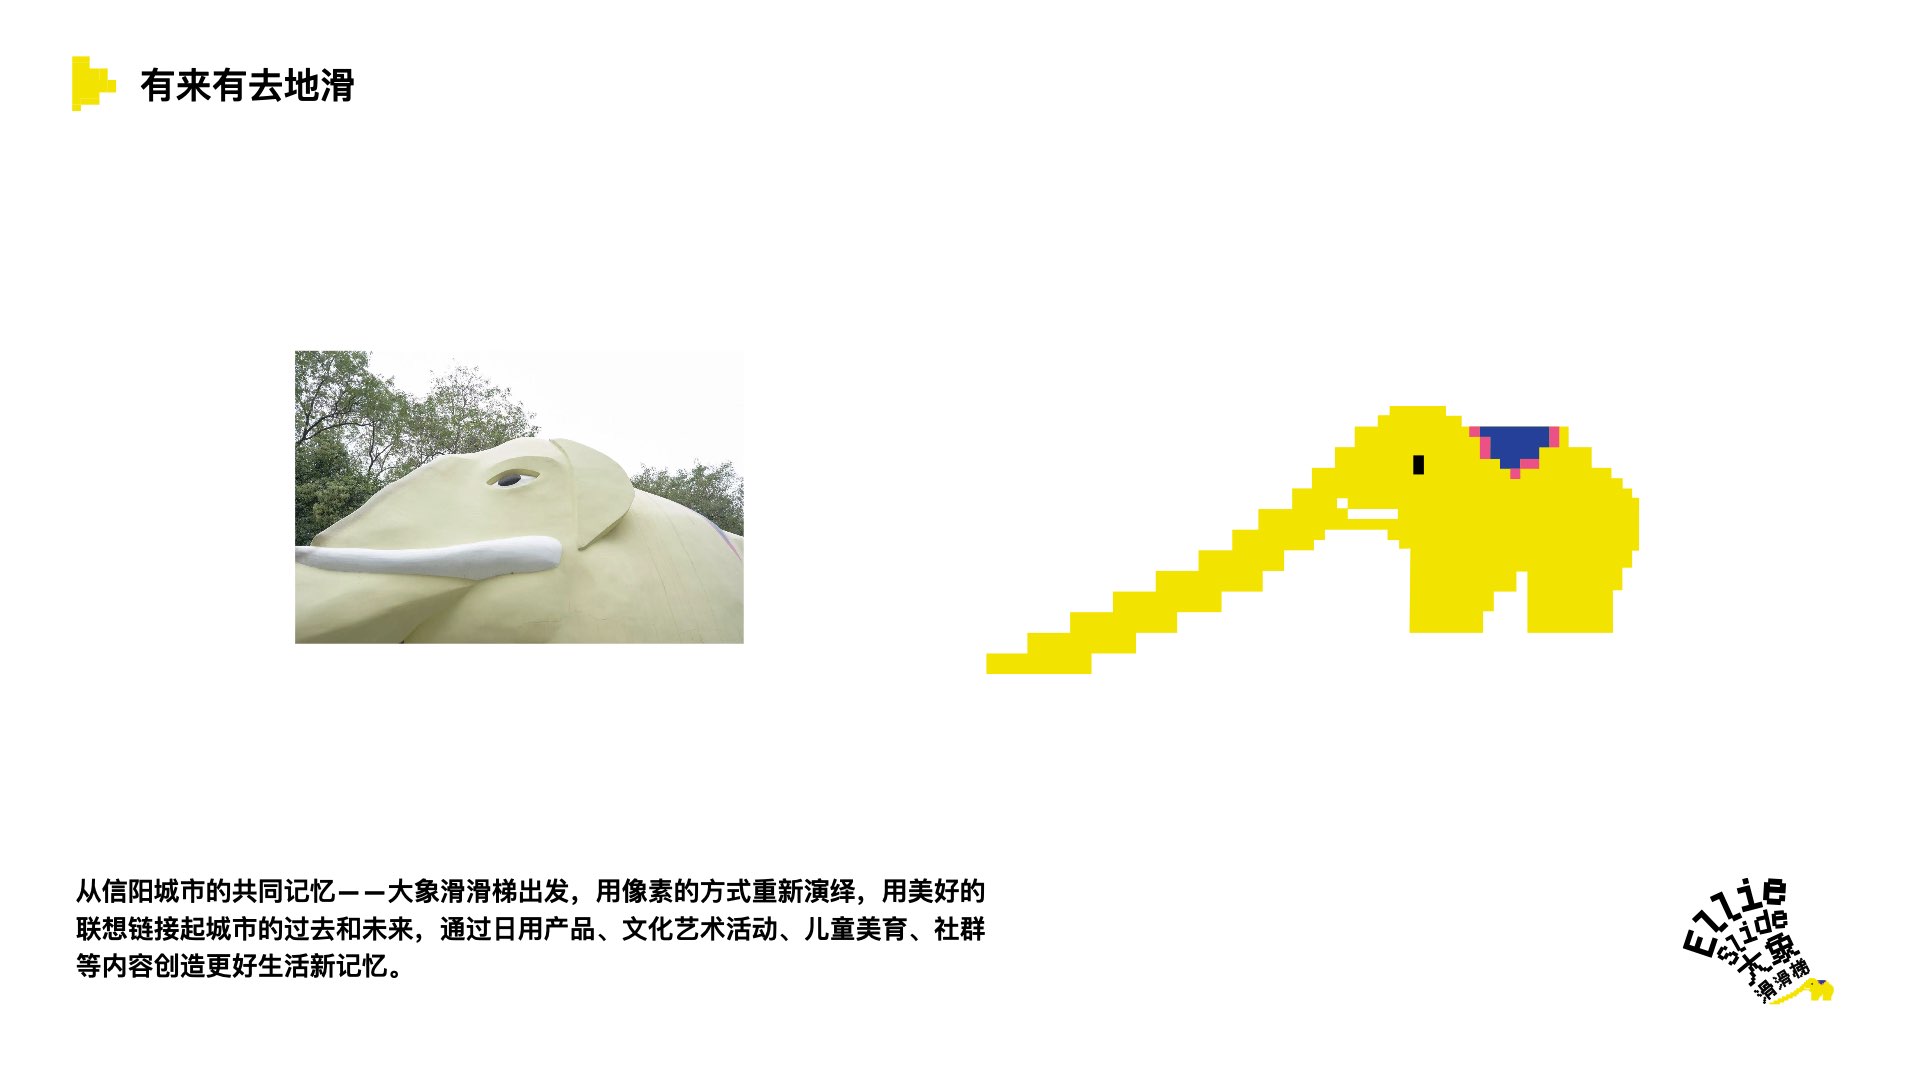 有来有去地滑
从信阳城市的共同记忆——大象滑滑梯出发，用像素的方式重新演绎，用美好的
联想链接起城市的过去和未来，通过日用产品、文化艺术活动、儿童美育、社群
等内容创造更好生活新记忆。
Ellie
Slide
大象
滑滑梯